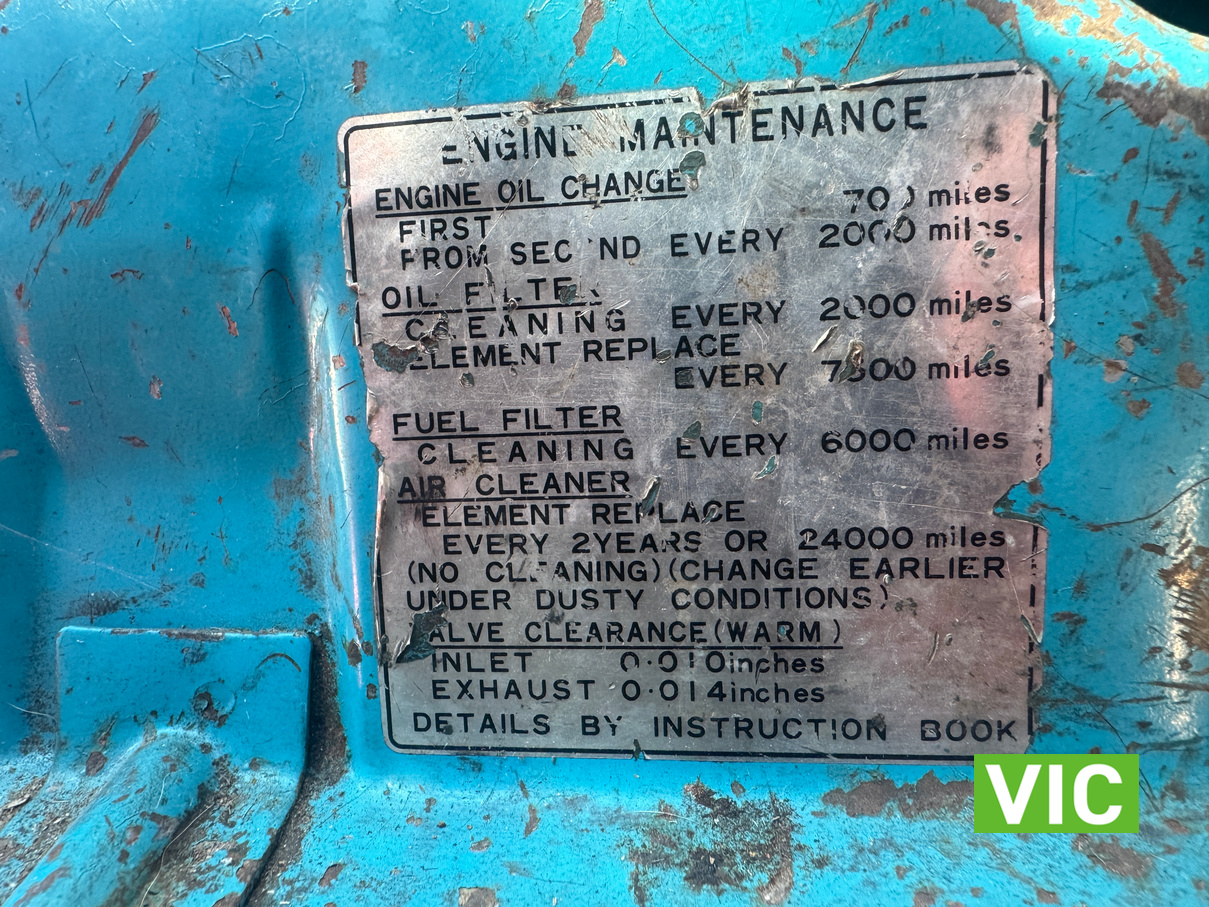 ENGINE MAINTENANCE
ENGINE OIL CHANGE
FIRST 700 miles
FROM SECOND EVERY 2000 miles
OIL FILTER
CLEANING EVERY 2000 miles
ELEMENT REPLACE
EVERY miles
FUEL FILTER
CLEANING EVERY 6000 miles
AIR CLEANER
ELEMENT REPLACE
EVERY 2YEARS OR 24000 miles
(NO CLEANING)(CHANGE EARLIER
UNDER DUSTY CONDITIONS)
VALVE CLEARANCE(WARM)
INLET 0·010inches
EXHAUST 0·014inches
DETAILS BY INSTRUCTION BOOK
VIC